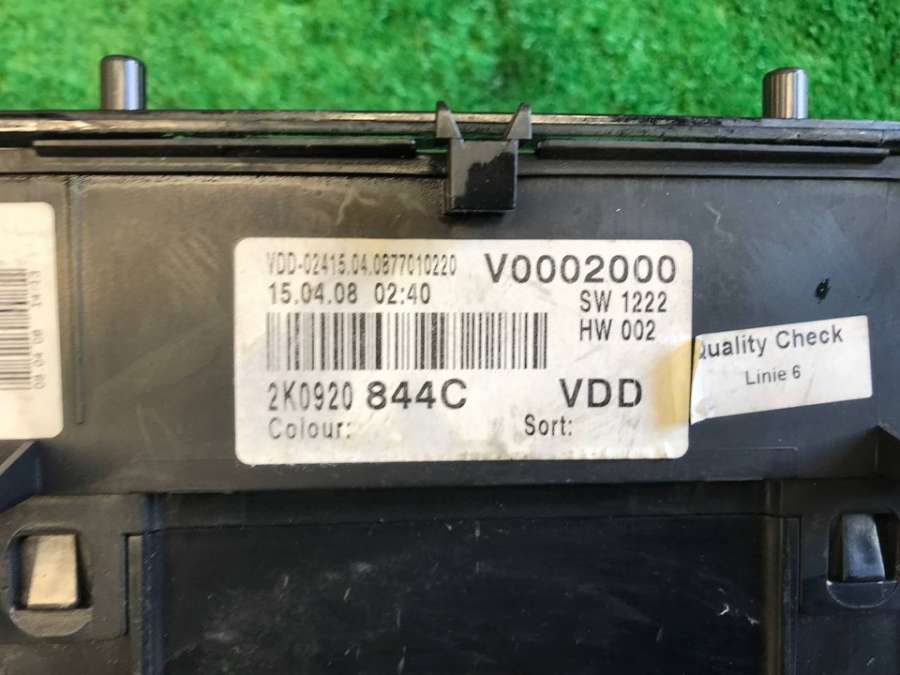 VDD-02415.04.0877010220
V0002000
15.04.08 02:40
SW 1222
HW 002
2K0920 844C
VDD
Colour:
Sort:
Quality Check
Linie 6